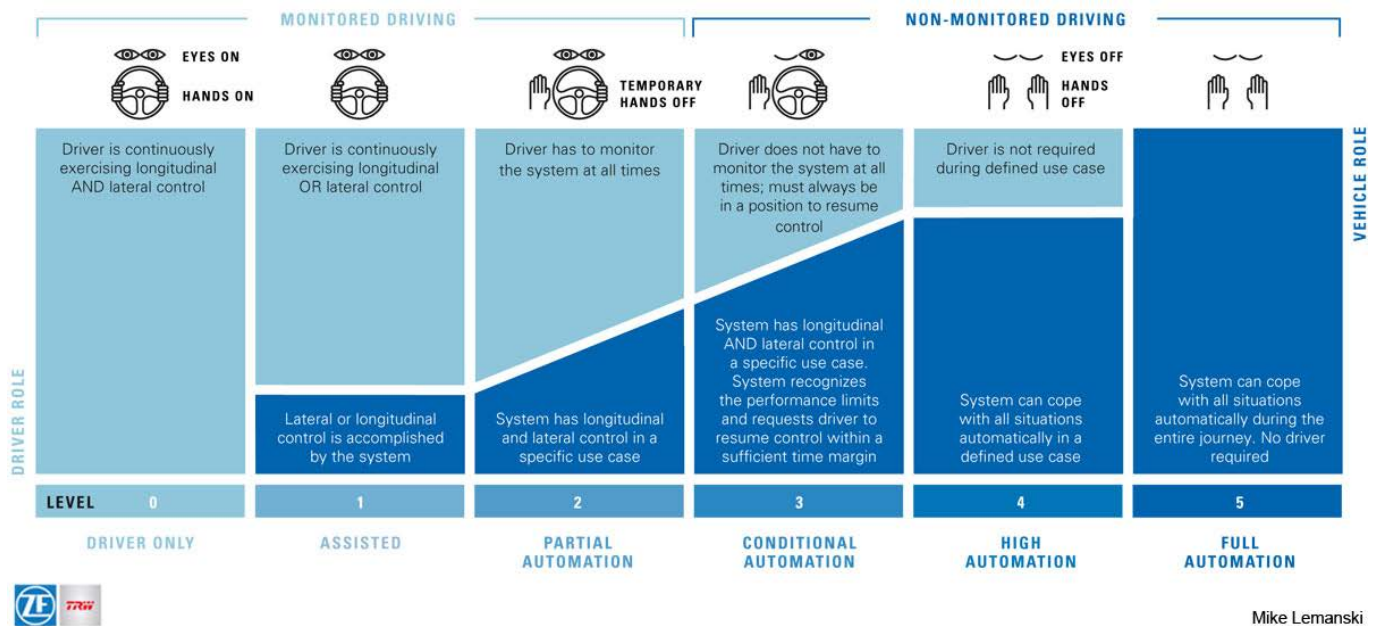 MONITORED DRIVING
NON-MONITORED DRIVING
EYES ON
HANDS ON
TEMPORARY
HANDS OFF
EYES OFF
HANDS
OFF
Driver is continuously
exercising longitudinal
AND lateral control
Driver is continuously
exercising longitudinal
OR lateral control
Driver has to monitor
the system at all times
Driver does not have to
monitor the system at all
times; must always be
in a position to resume
control
Driver is not required
during defined use case
VEHICLE ROLE
DRIVER ROLE
Lateral or longitudinal
control is accomplished
by the system
System has longitudinal
and lateral control in a
specific use case
System has longitudinal
AND lateral control in
a specific use case.
System recognizes
the performance limits
and requests driver to
resume control within a
sufficient time margin
System can cope
with all situations
automatically in a
defined use case
System can cope
with all situations
automatically during the
entire journey. No driver
required
LEVEL 0 1 2 3 4 5
DRIVER ONLY
ASSISTED
PARTIAL
AUTOMATION
CONDITIONAL
AUTOMATION
HIGH
AUTOMATION
FULL
AUTOMATION
ZF TRW
Mike Lemanski